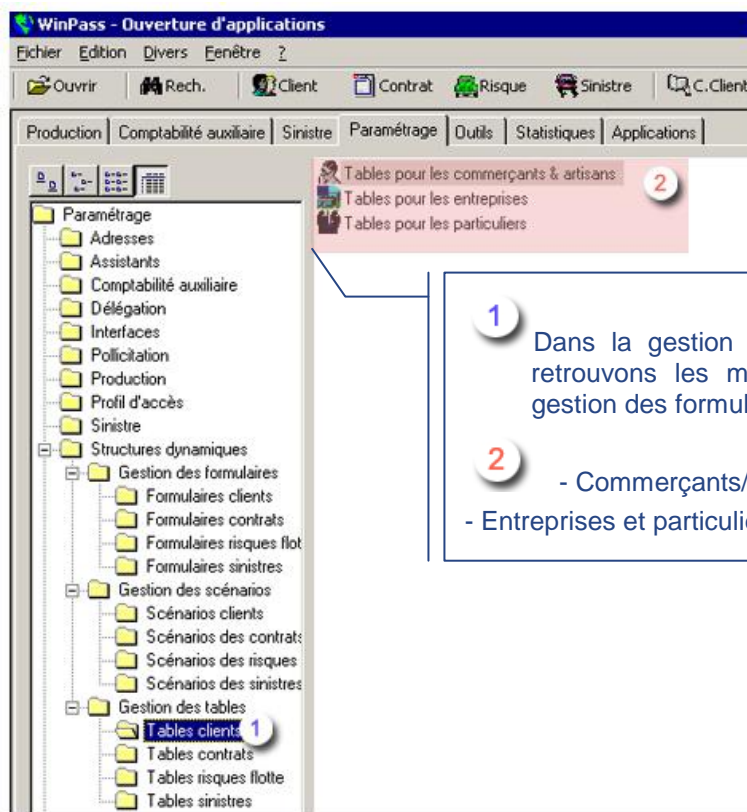 WinPass - Ouverture d'applications
Fichier Edition Divers Fenêtre ?
Ouvrir Rech. Client Contrat Risque Sinistre C.Client
Production Comptabilité auxiliaire Sinistre Paramétrage Outils Statistiques Applications
Tables pour les commerçants & artisans
2
Tables pour les entreprises
Tables pour les particuliers
Paramétrage
Adresses
Assistants
Comptabilité auxiliaire
Délégation
Interfaces
Pollicitation
Production
Profil d'accès
Sinistre
Structures dynamiques
Gestion des formulaires
Formulaires clients
Formulaires contrats
Formulaires risques flot
Formulaires sinistres
Gestion des scénarios
Scénarios clients
Scénarios des contrats
Scénarios des risques
Scénarios des sinistres
Gestion des tables
Tables clients 1
Tables contrats
Tables risques flotte
Tables sinistres
1
Dans la gestion
retrouvons les m
gestion des formul
2
- Commerçants/
- Entreprises et particuli